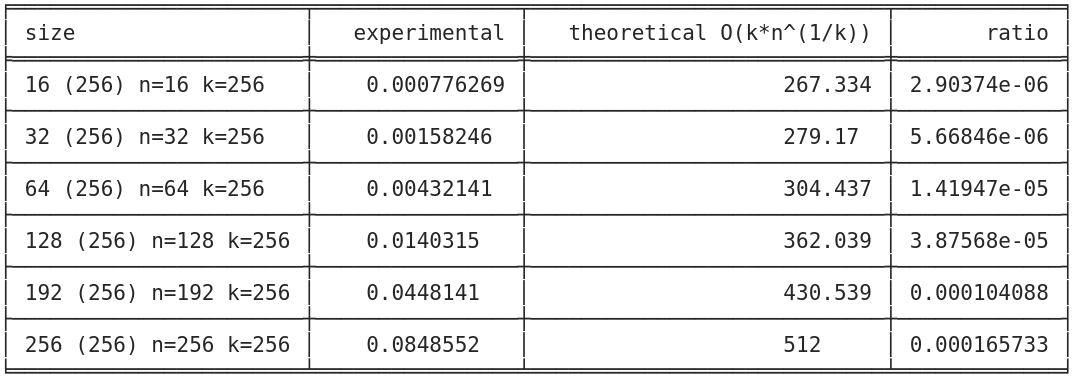 size experimental theoretical O(k*n^(1/k)) ratio
16 (256) n=16 k=256 0.000776269 267.334 2.90374e-06
32 (256) n=32 k=256 0.00158246 279.17 5.66846e-06
64 (256) n=64 k=256 0.00432141 304.437 1.41947e-05
128 (256) n=128 k=256 0.0140315 362.039 3.87568e-05
192 (256) n=192 k=256 0.0448141 430.539 0.000104088
256 (256) n=256 k=256 0.0848552 512 0.000165733